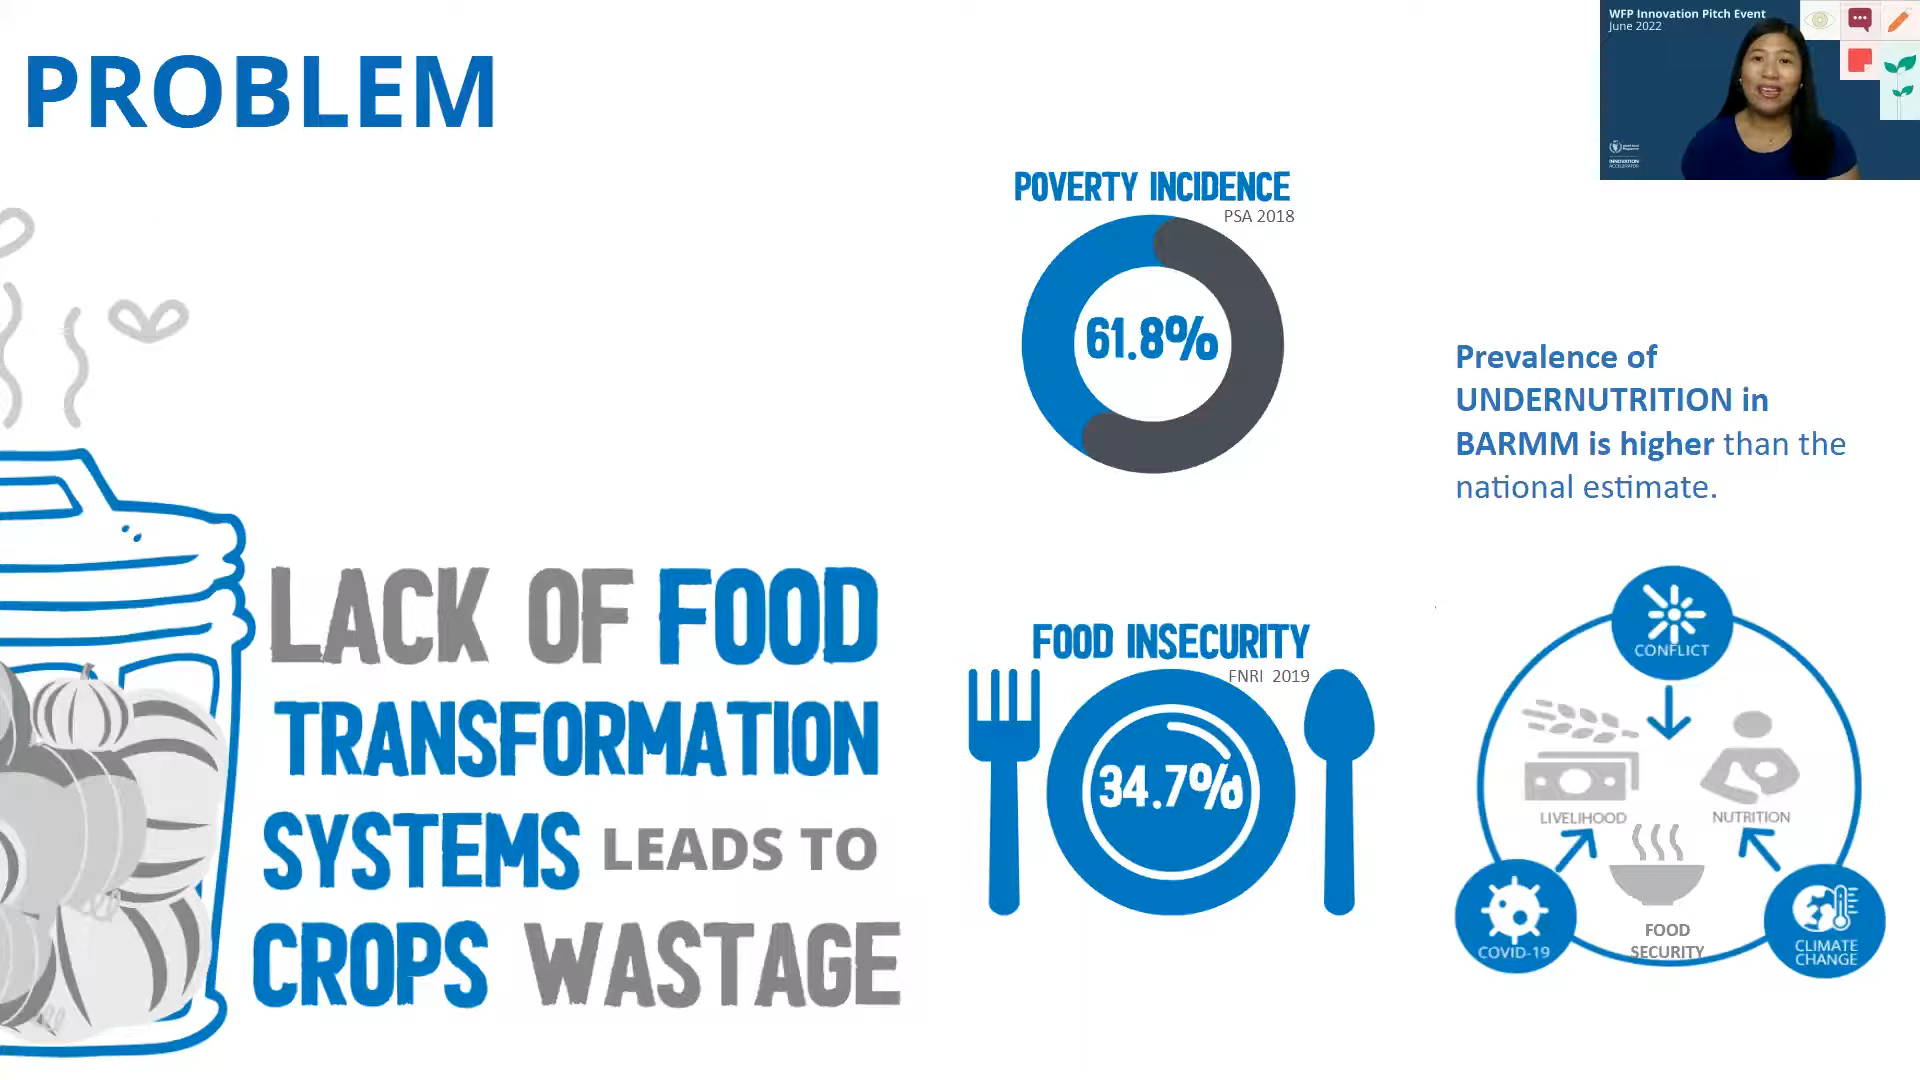 PROBLEM
WFP Innovation Pitch Event
June 2022
INNOVATION
ACCELERATOR
POVERTY INCIDENCE
PSA 2018
61.8%
Prevalence of
UNDERNUTRITION in
BARMM is higher than the
national estimate.
LACK OF FOOD
TRANSFORMATION
SYSTEMS LEADS TO
CROPS WASTAGE
FOOD INSECURITY
FNRI 2019
34.7%
CONFLICT
LIVELIHOOD
NUTRITION
FOOD
SECURITY
COVID-19
CLIMATE
CHANGE